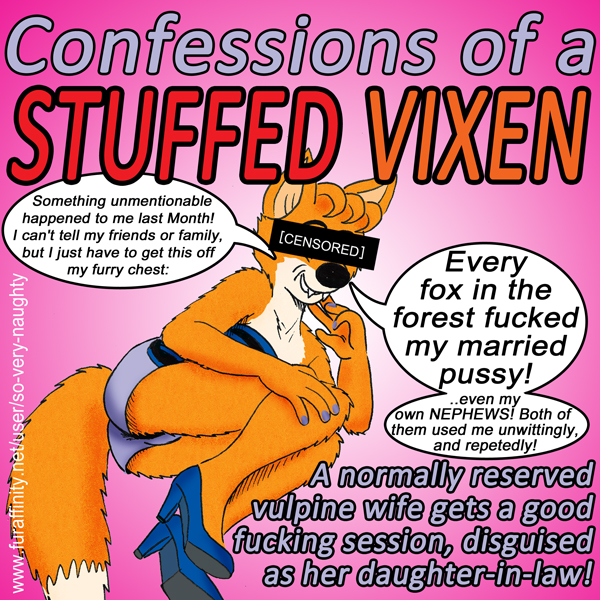 Confessions of a
STUFFED VIXEN
Something unmentionable
happened to me last Month!
I can't tell my friends or family,
but I just have to get this off
my furry chest:
[CENSORED]
Every
fox in the
forest fucked
my married
pussy!
..even my
own NEPHEWS! Both of
them used me unwittingly,
and repetedly!
A normally reserved
vulpine wife gets a good
fucking session, disguised
as her daughter-in-law!
www.furaffinity.net/user/so-very-naughty